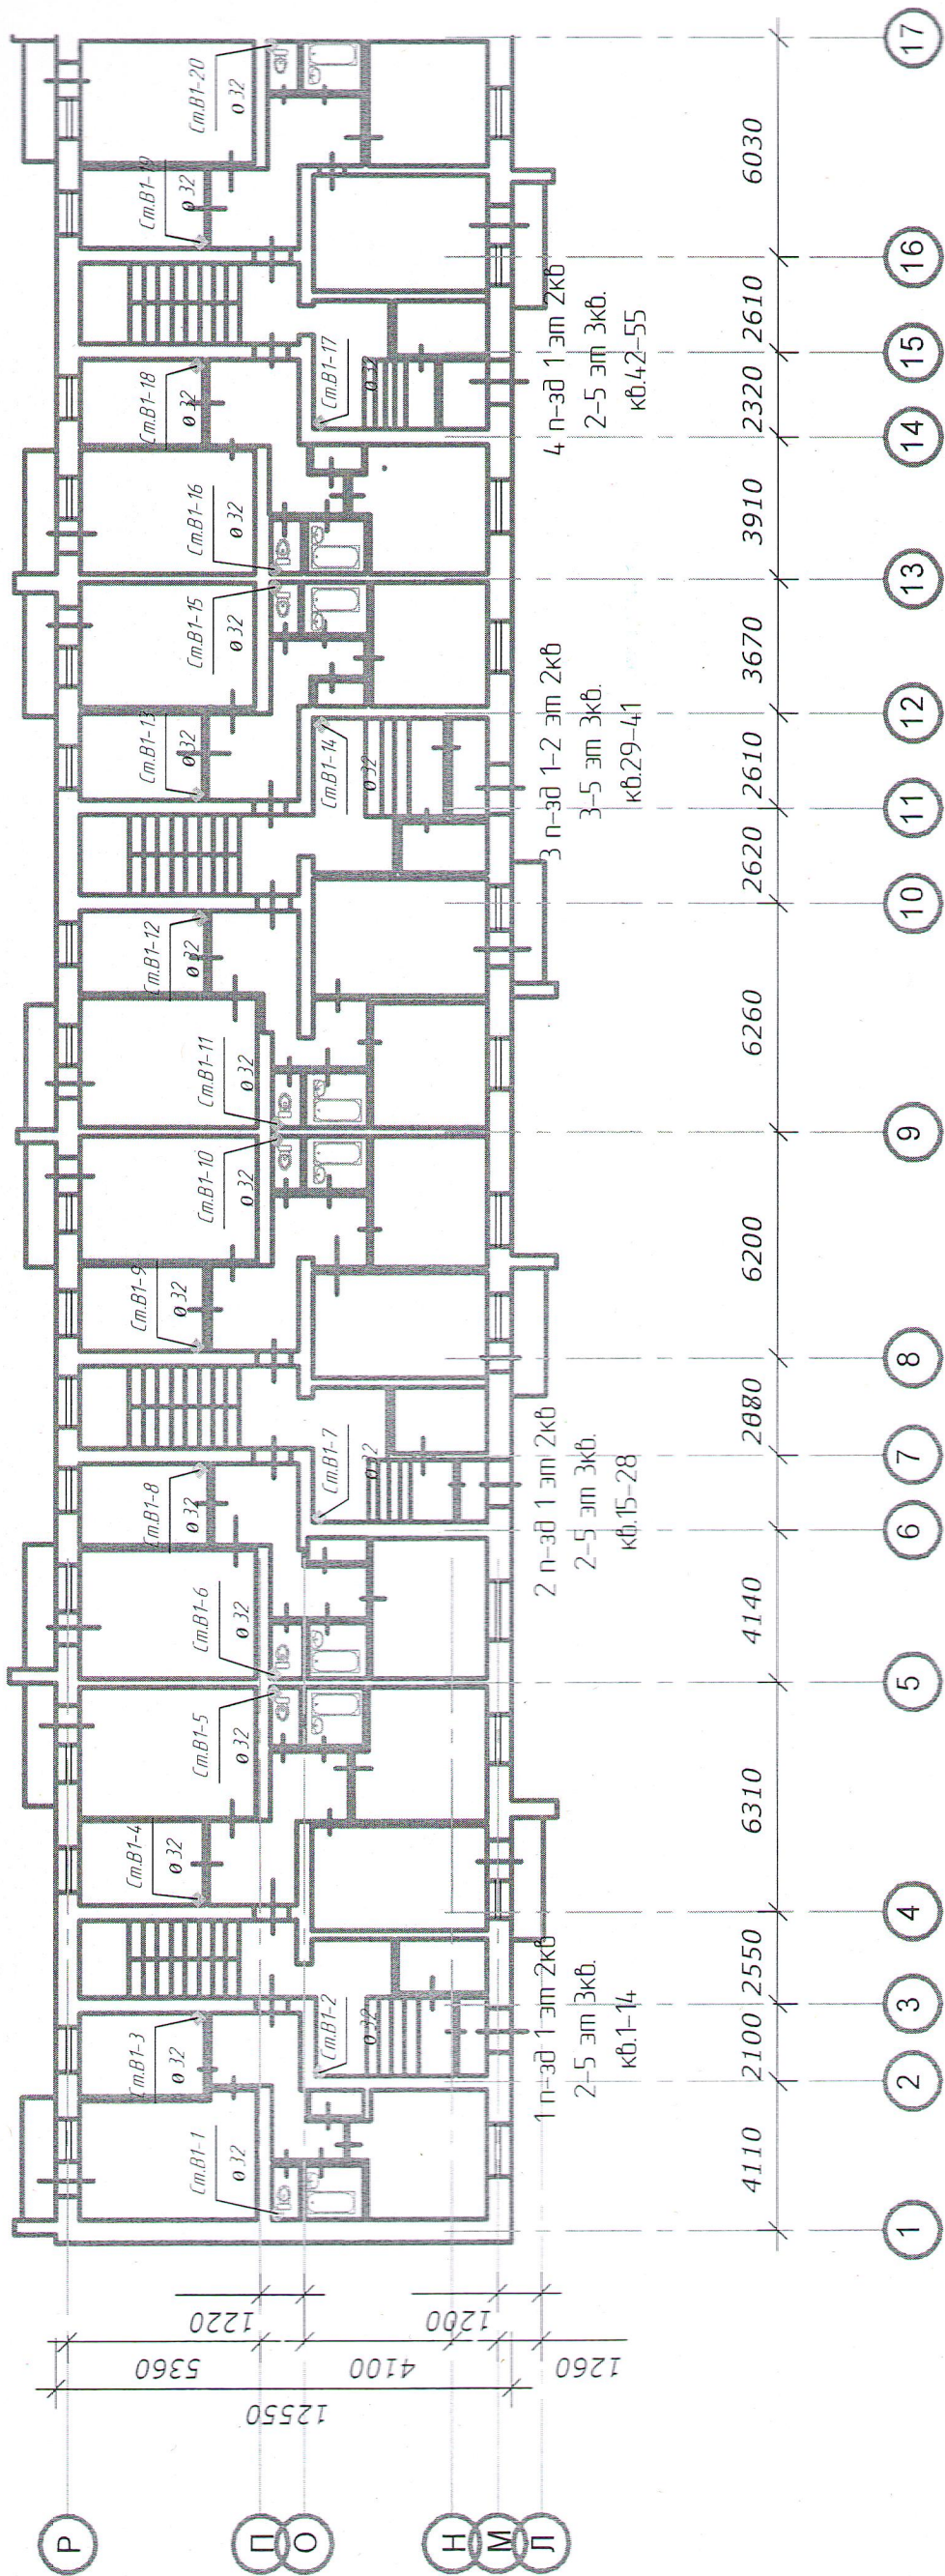 Ст.В1-1
ø32
Ст.В1-3
ø32
Ст.В1-2
ø32
Ст.В1-4
ø32
Ст.В1-5
ø32
Ст.В1-6
ø32
Ст.В1-8
ø32
Ст.В1-7
ø32
Ст.В1-9
ø32
Ст.В1-10
ø32
Ст.В1-11
ø32
Ст.В1-12
ø32
Ст.В1-13
ø32
Ст.В1-14
ø32
Ст.В1-15
ø32
Ст.В1-16
ø32
Ст.В1-18
ø32
Ст.В1-17
ø32
Ст.В1-19
ø32
Ст.В1-20
ø32
1 п-зд 1 эт 2кв
2-5 эт 3кв.
кв.1-14
2 п-зд 1 эт 2кв
2-5 эт 3кв.
кв.15-28
3 п-зд 1-2 эт 2кв
3-5 эт 3кв.
кв.29-41
4 п-зд 1 эт 2кв
2-5 эт 3кв.
кв.42-55
4110
2100
2550
6310
4140
2080
6200
6260
2620
2610
3670
3910
2320
2610
6030
1
2
3
4
5
6
7
8
9
10
11
12
13
14
15
16
17
1220
1200
5360
4100
1260
12550
Р
П
О
Н
М
Л